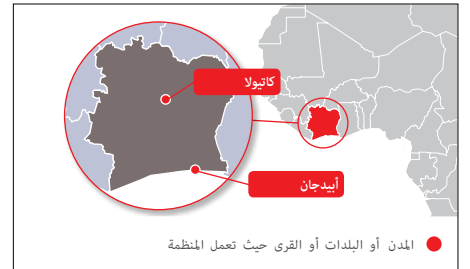 كاتيولا
أبيدجان
المدن أو البلدات أو القرى حيث تعمل المنظمة